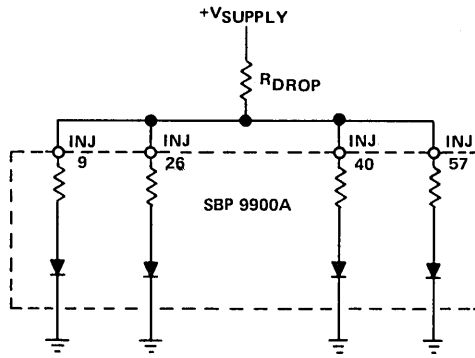 +VSUPPLY
RDROP
INJ INJ INJ INJ
9 26 40 57
SBP 9900A